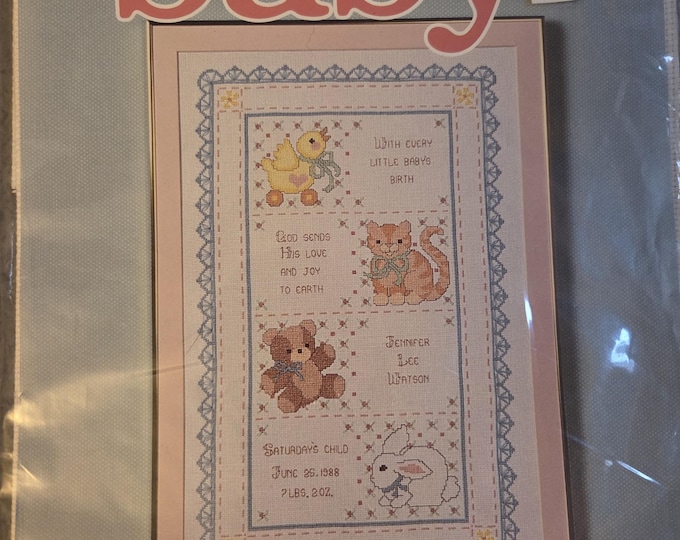 baby
With every
little baby's
birth
God sends
His love
and joy
to earth
Jennifer
Lee
Watson
Saturday's child
June 25, 1988
7 lbs. 2 oz.